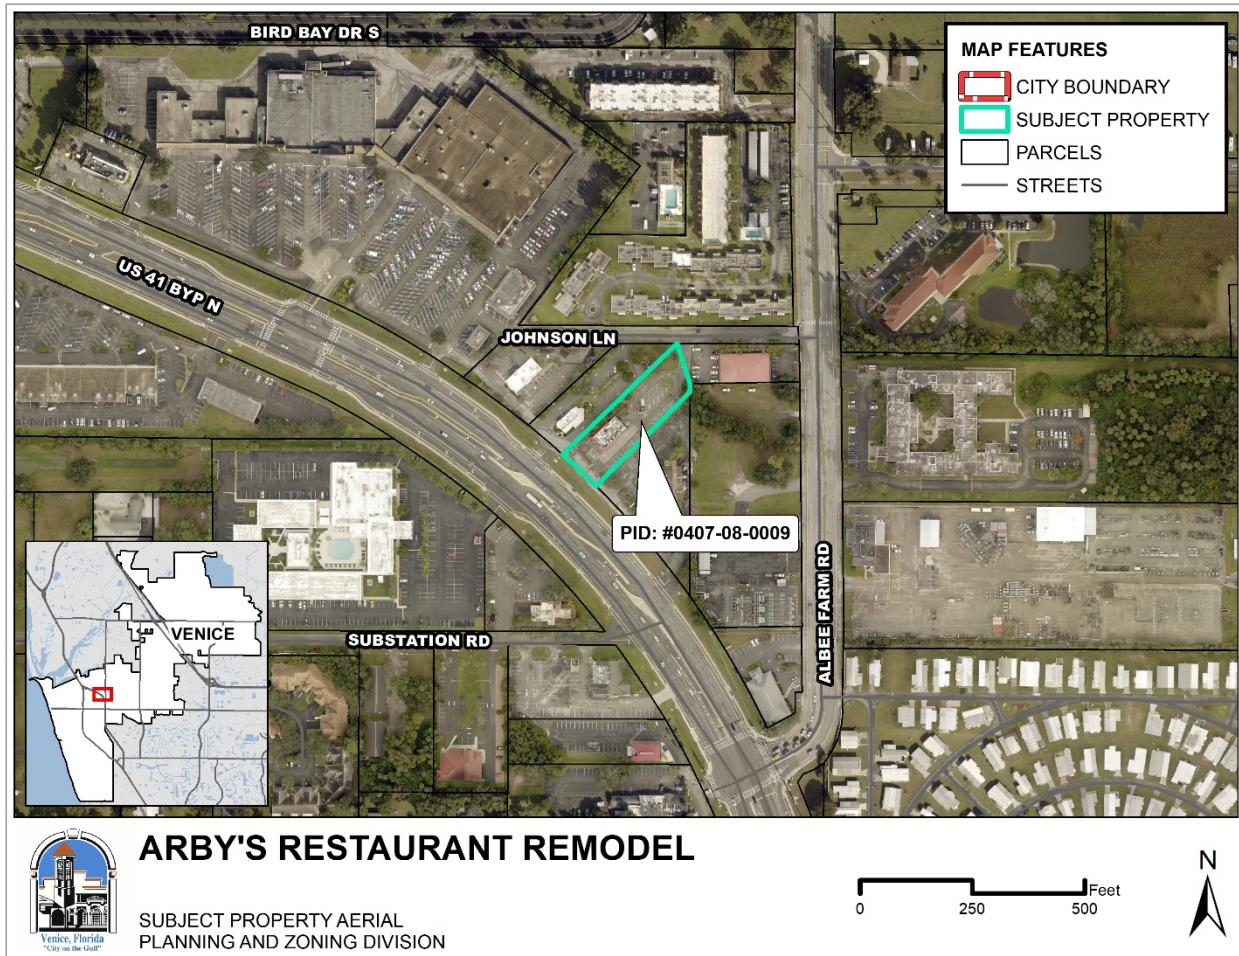 BIRD BAY DR S
MAP FEATURES
CITY BOUNDARY
SUBJECT PROPERTY
PARCELS
STREETS
US 41 BYP N
JOHNSON LN
PID: #0407-08-0009
ALBEE FARM RD
SUBSTATION RD
VENICE
ARBY'S RESTAURANT REMODEL
SUBJECT PROPERTY AERIAL
PLANNING AND ZONING DIVISION
Venice, Florida
"City on the Gulf"
Feet
0 250 500
N